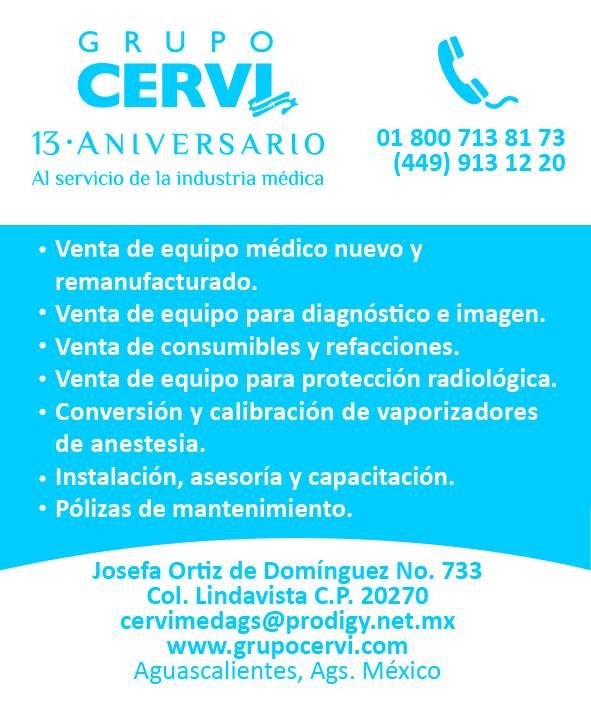 GRUPO
CERVI
13·ANIVERSARIO
Al servicio de la industria médica
01 800 713 81 73
(449) 913 12 20
• Venta de equipo médico nuevo y
remanufacturado.
• Venta de equipo para diagnóstico e imagen.
• Venta de consumibles y refacciones.
• Venta de equipo para protección radiológica.
• Conversión y calibración de vaporizadores
de anestesia.
• Instalación, asesoría y capacitación.
• Pólizas de mantenimiento.
Josefa Ortiz de Domínguez No. 733
Col. Lindavista C.P. 20270
cervimedags@prodigy.net.mx
www.grupocervi.com
Aguascalientes, Ags. México